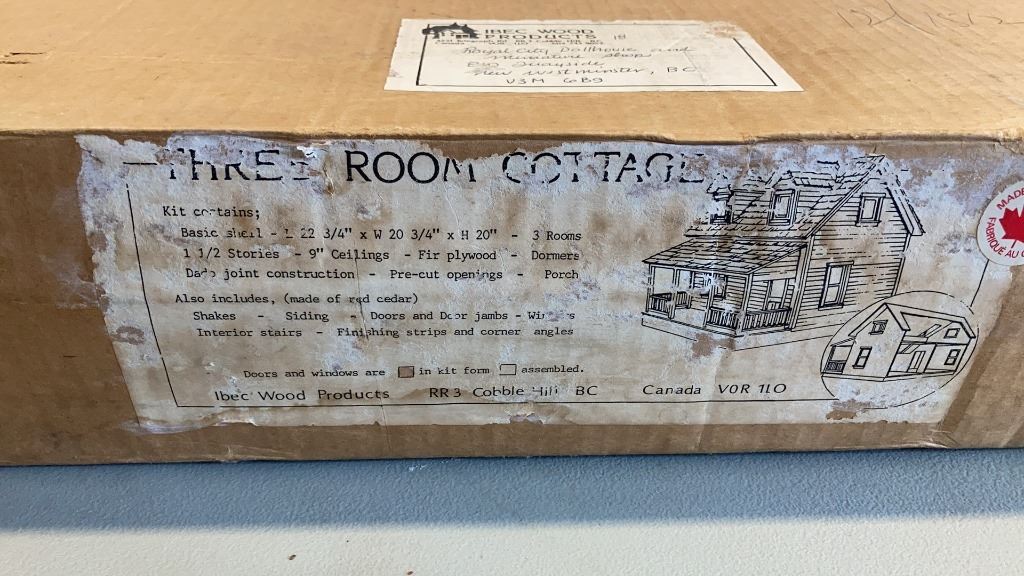 IBEC WOOD
PRODUCTS
Royal City Dollhouse and
Miniature Shop
Quayside
New Westminster, BC
V3M 6B9
THREE ROOM COTTAGE
Kit contains;
Basic shell - L 22 3/4" x W 20 3/4" x H 20" - 3 Rooms
1 1/2 Stories - 9" Ceilings - Fir plywood - Dormers
Dado joint construction - Pre-cut openings - Porch
Also includes, (made of red cedar)
Shakes - Siding - Doors and Door jambs - Windows
Interior stairs - Finishing strips and corner angles
Doors and windows are in kit form assembled.
Ibec Wood Products RR3 Cobble Hill BC Canada V0R 1L0
MADE
FABRIQUÉ AU